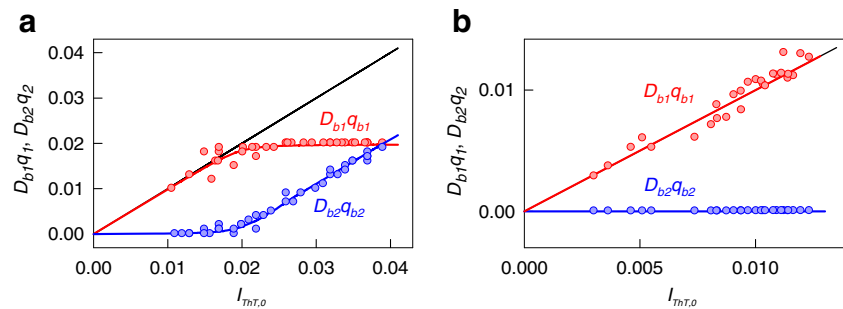 a
0.04
0.03
0.02
0.01
0.00
D_b1q_1, D_b2q_2
D_b1q_b1
D_b2q_b2
0.00 0.01 0.02 0.03 0.04
I_ThT,0
b
0.01
0.00
D_b1q_1, D_b2q_2
D_b1q_b1
D_b2q_b2
0.000 0.005 0.010
I_ThT,0